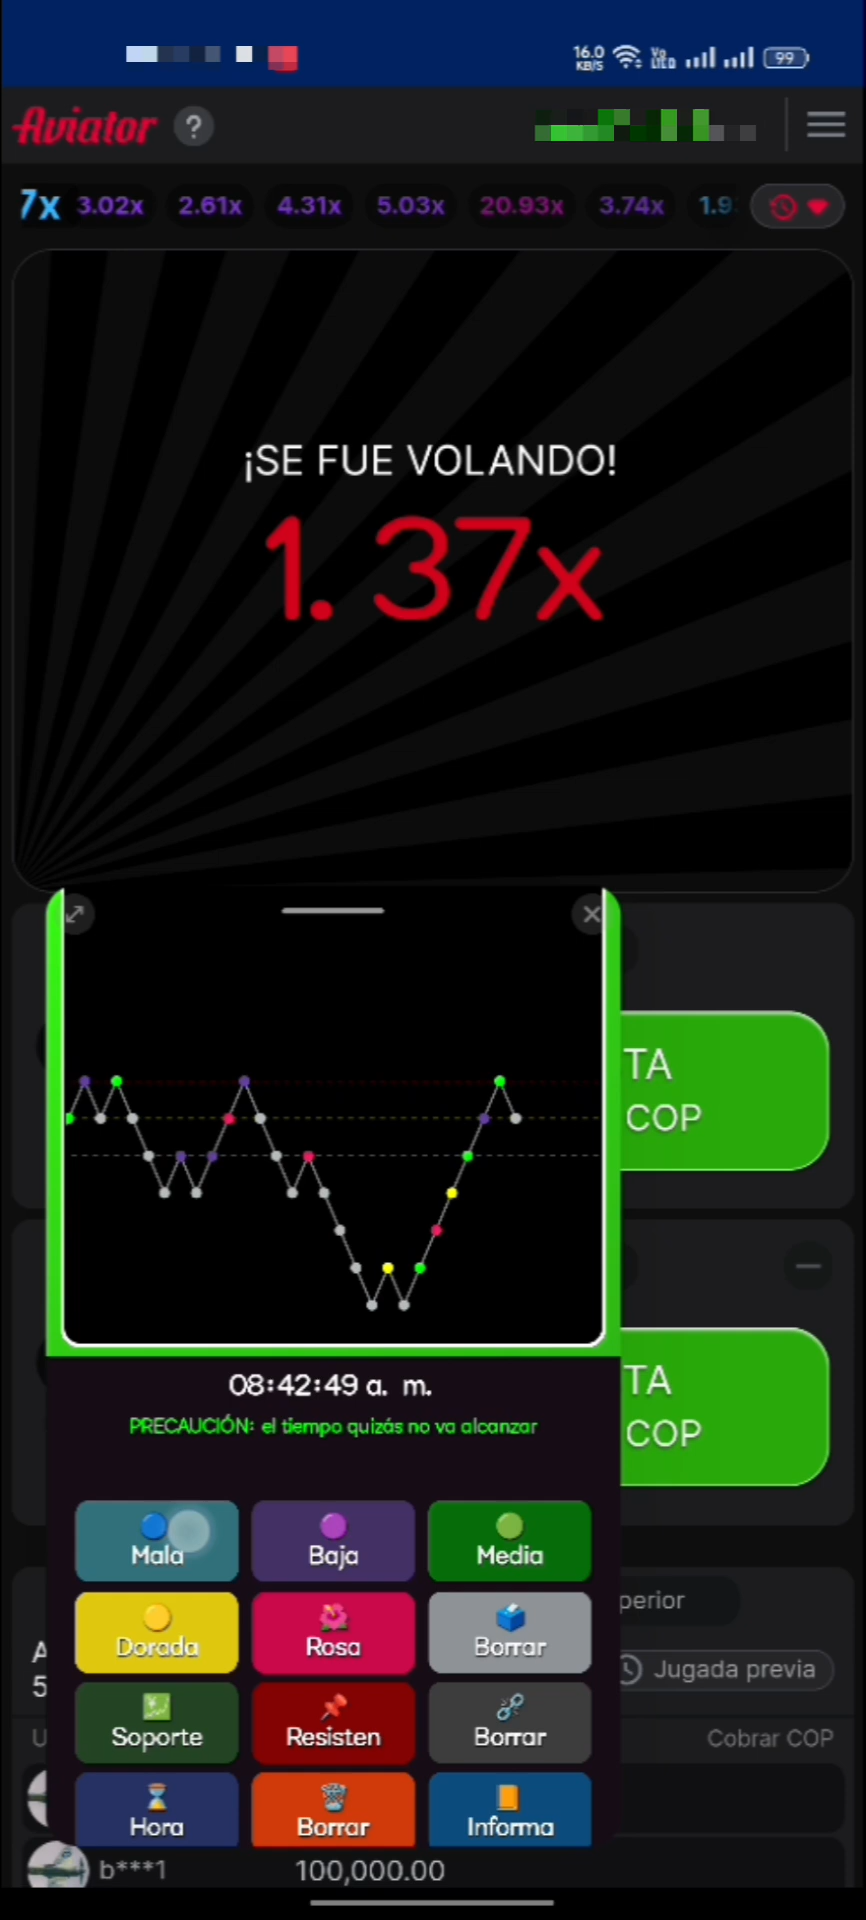 16.0
KB/S
99
Aviator ?
7x 3.02x 2.61x 4.31x 5.03x 20.93x 3.74x 1.9
¡SE FUE VOLANDO!
1.37x
TA
COP
TA
COP
08:42:49 a. m.
PRECAUCIÓN: el tiempo quizás no va alcanzar
Mala Baja Media
Dorada Rosa Borrar
Soporte Resisten Borrar
Hora Borrar Informa
perior
A
5
Jugada previa
U
Cobrar COP
b***1 100,000.00